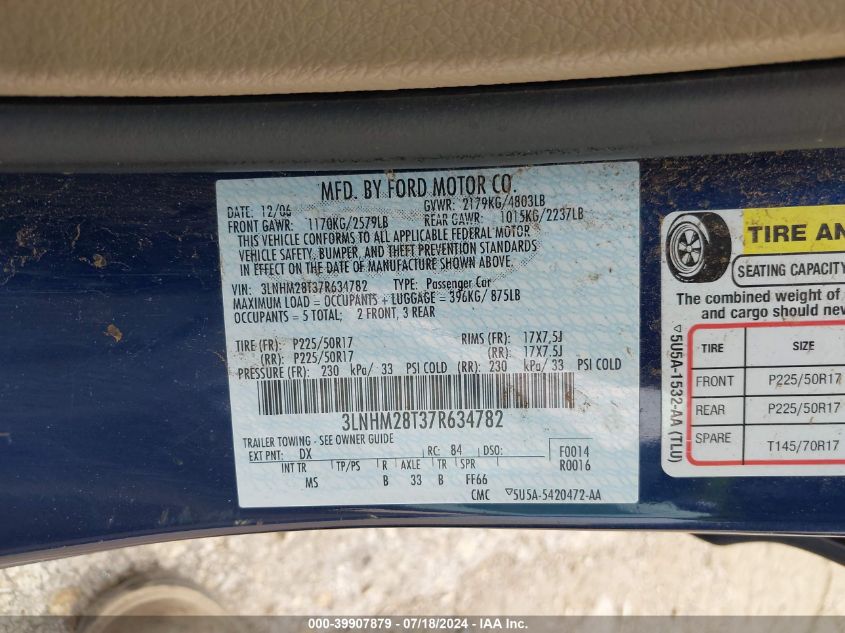 MFD. BY FORD MOTOR CO.
DATE: 12/06 GVWR: 2179KG/4803LB
FRONT GAWR: 1170KG/2579LB REAR GAWR: 1015KG/2237LB
THIS VEHICLE CONFORMS TO ALL APPLICABLE FEDERAL MOTOR
VEHICLE SAFETY, BUMPER, AND THEFT PREVENTION STANDARDS
IN EFFECT ON THE DATE OF MANUFACTURE SHOWN ABOVE.
VIN: 3LNHM28T37R634782 TYPE: Passenger Car
MAXIMUM LOAD = OCCUPANTS + LUGGAGE = 396KG/ 875LB
OCCUPANTS = 5 TOTAL; 2 FRONT, 3 REAR
TIRE (FR): P225/50R17 RIMS (FR): 17X7.5J
(RR): P225/50R17 (RR): 17X7.5J
PRESSURE (FR): 230 kPa/ 33 PSI COLD (RR): 230 kPa/ 33 PSI COLD
3LNHM28T37R634782
TRAILER TOWING - SEE OWNER GUIDE
EXT PNT: DX RC: 84 DSO: F0014
INT TR TP/PS R AXLE TR SPR R0016
MS B 33 B FF66
CMC ▽5U5A-5420472-AA
TIRE AN
SEATING CAPACITY
The combined weight of
and cargo should neve
TIRE SIZE
FRONT P225/50R17
REAR P225/50R17
SPARE T145/70R17
▽5U5A-1532-AA (TLU)
000-39907879 - 07/18/2024 - IAA Inc.